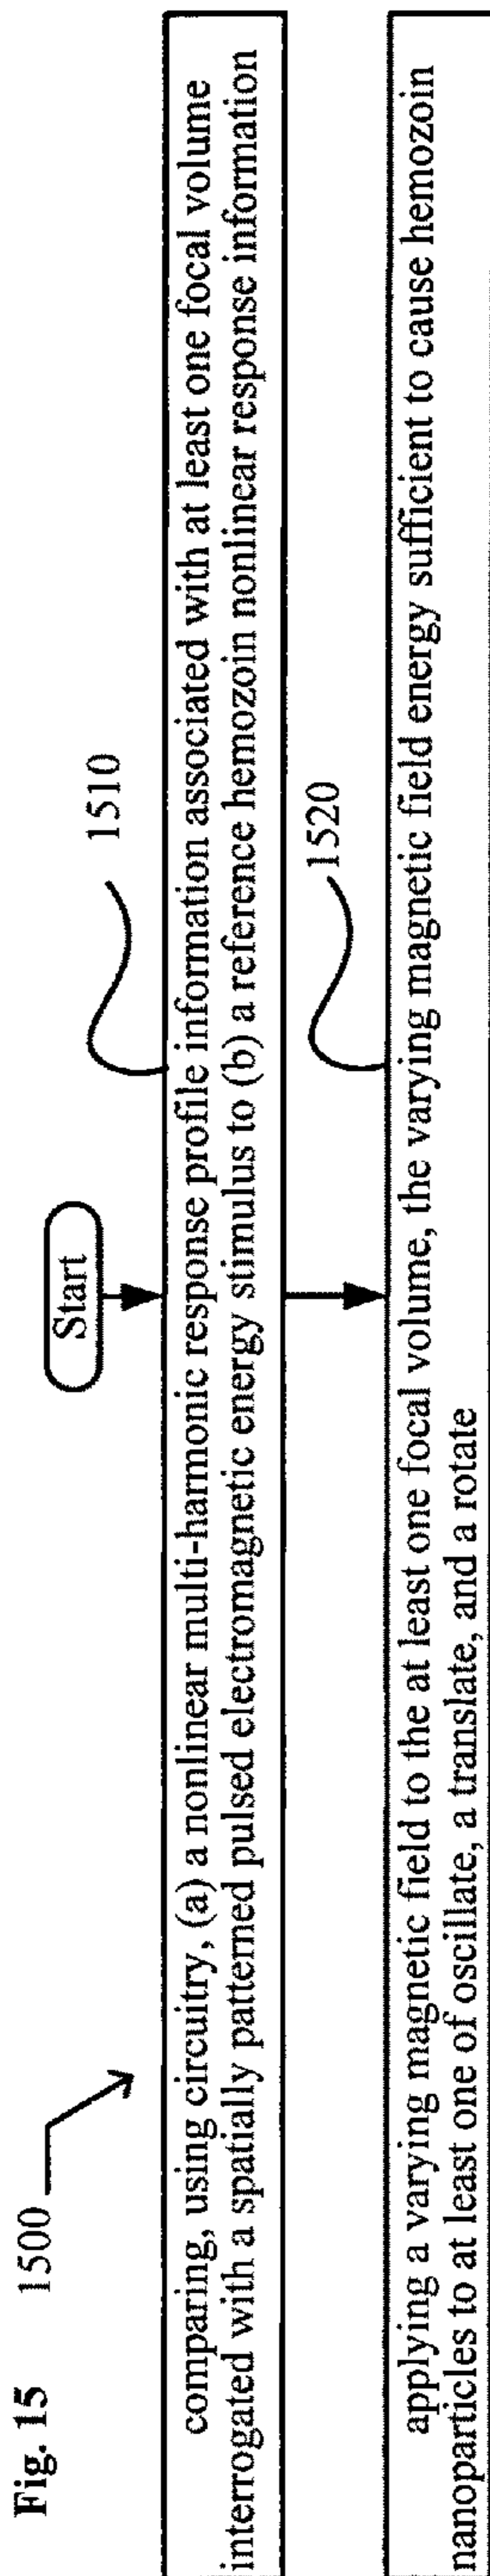 Fig. 15
1500
Start
1510
comparing, using circuitry, (a) a nonlinear multi-harmonic response profile information associated with at least one focal volume
interrogated with a spatially patterned pulsed electromagnetic energy stimulus to (b) a reference hemozoin nonlinear response information
1520
applying a varying magnetic field to the at least one focal volume, the varying magnetic field energy sufficient to cause hemozoin
nanoparticles to at least one of oscillate, a translate, and a rotate